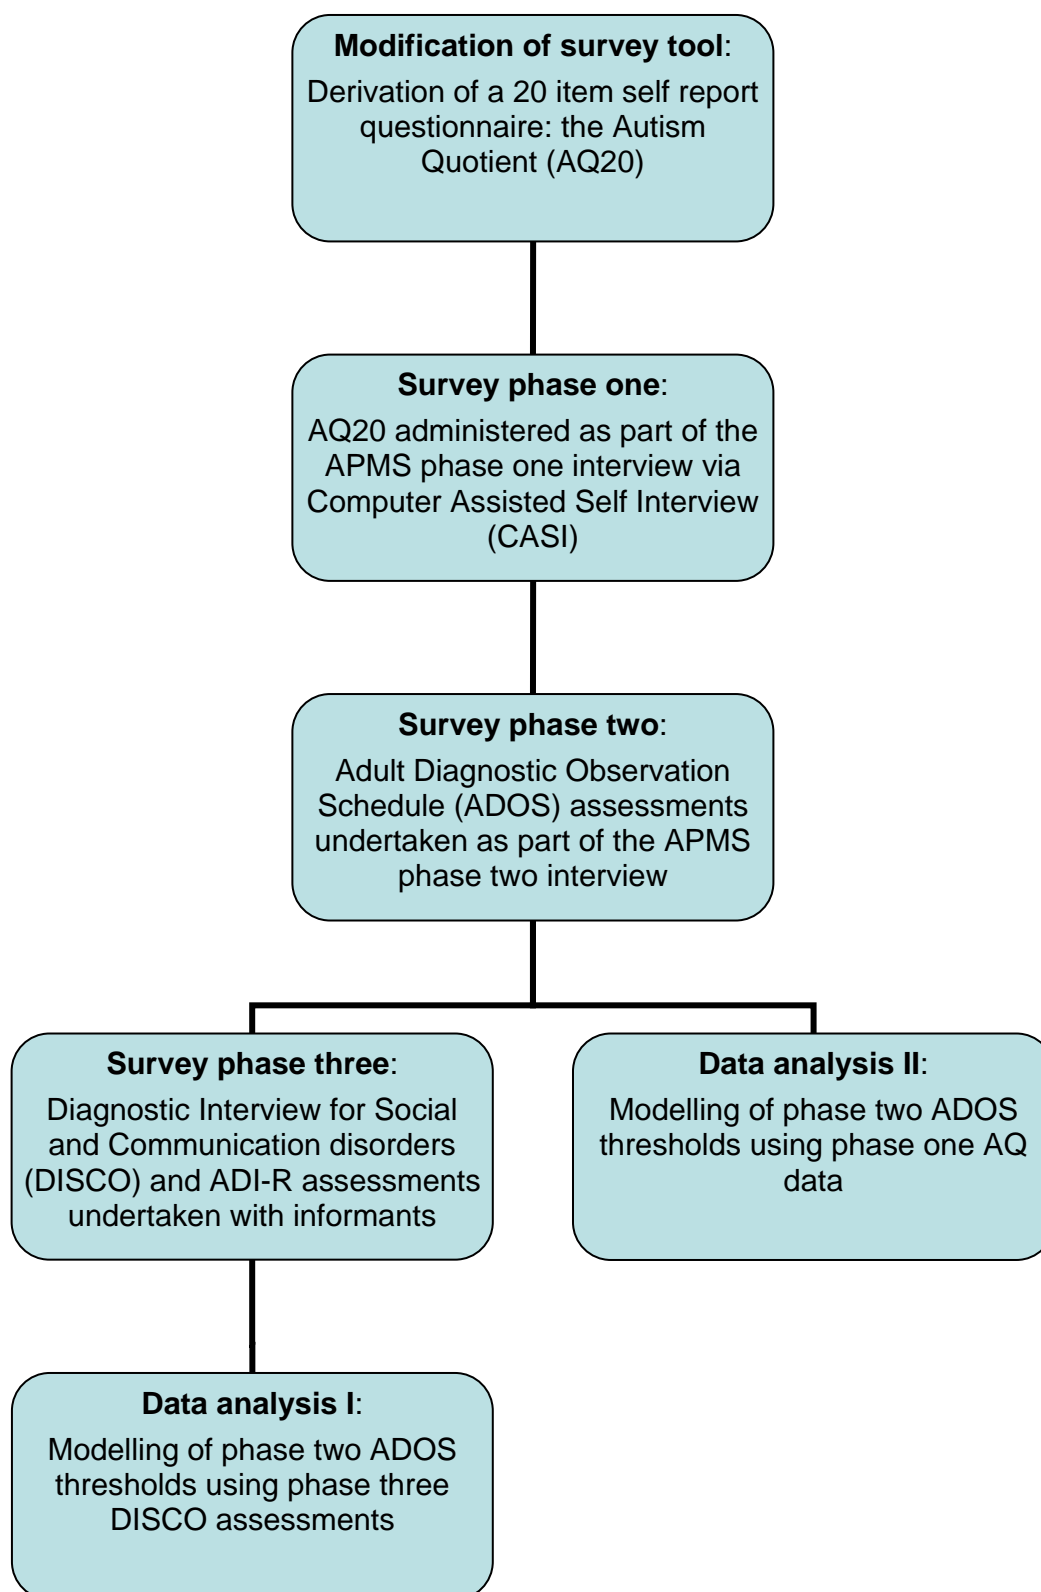 Modification of survey tool:
Derivation of a 20 item self report
questionnaire: the Autism
Quotient (AQ20)
Survey phase one:
AQ20 administered as part of the
APMS phase one interview via
Computer Assisted Self Interview
(CASI)
Survey phase two:
Adult Diagnostic Observation
Schedule (ADOS) assessments
undertaken as part of the APMS
phase two interview
Survey phase three:
Diagnostic Interview for Social
and Communication disorders
(DISCO) and ADI-R assessments
undertaken with informants
Data analysis II:
Modelling of phase two ADOS
thresholds using phase one AQ
data
Data analysis I:
Modelling of phase two ADOS
thresholds using phase three
DISCO assessments